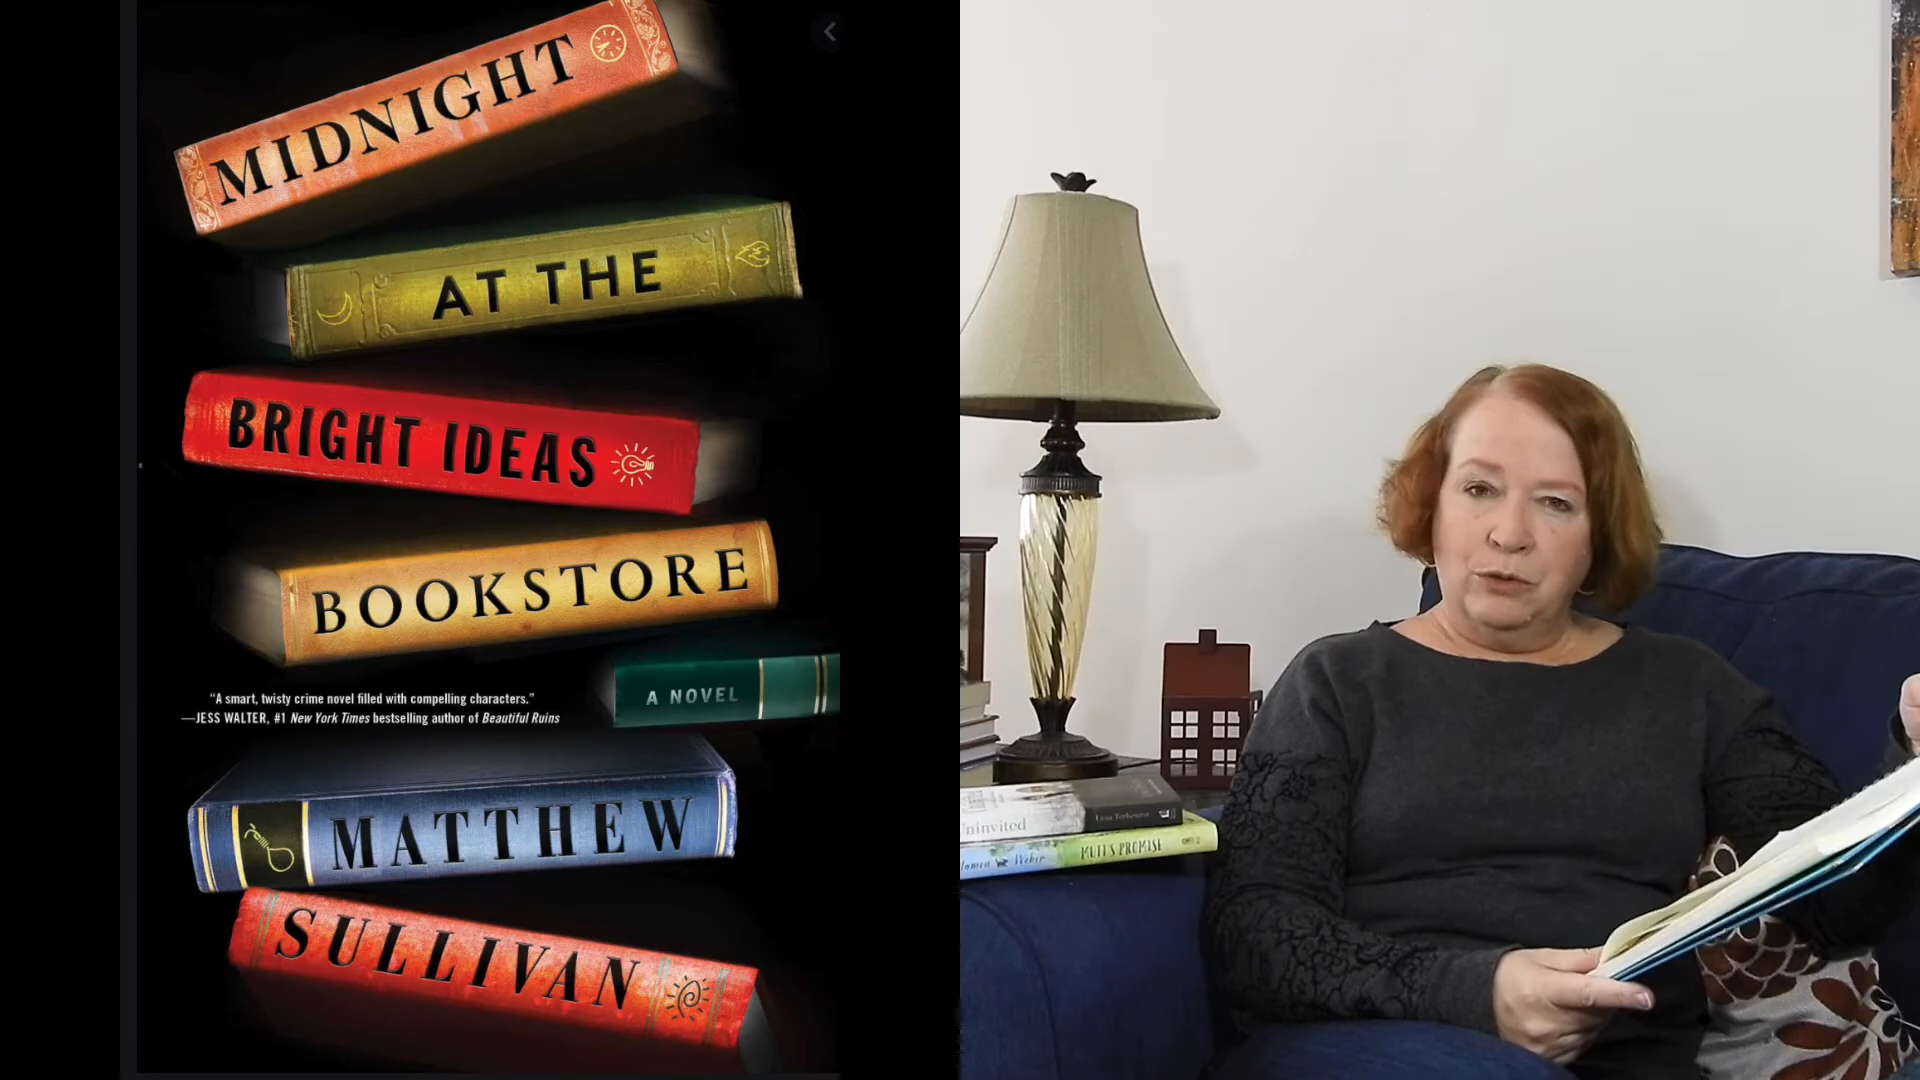 MIDNIGHT
AT THE
BRIGHT IDEAS
BOOKSTORE
A NOVEL
“A smart, twisty crime novel filled with compelling characters.”
—JESS WALTER, #1 New York Times bestselling author of Beautiful Ruins
MATTHEW
SULLIVAN
Uninvited
Lysa TerKeurst
Weber
MUTT'S PROMISE